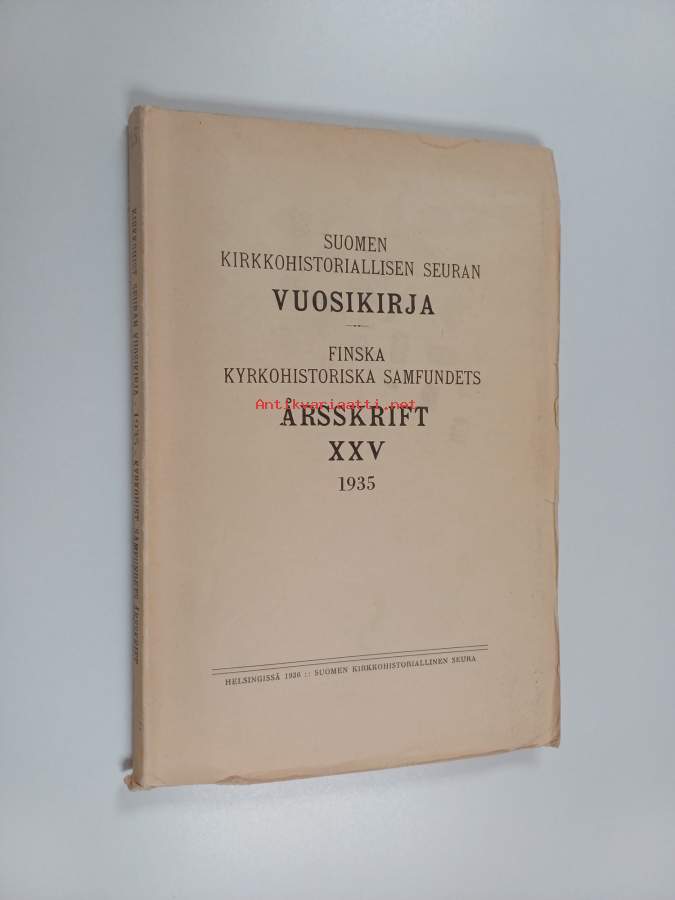 SUOMEN
KIRKKOHISTORIALLISEN SEURAN
VUOSIKIRJA
FINSKA
KYRKOHISTORISKA SAMFUNDETS
Antikvariaatti.net
ÅRSSKRIFT
XXV
1935
HELSINGISSÄ 1936 :: SUOMEN KIRKKOHISTORIALLINEN SEURA